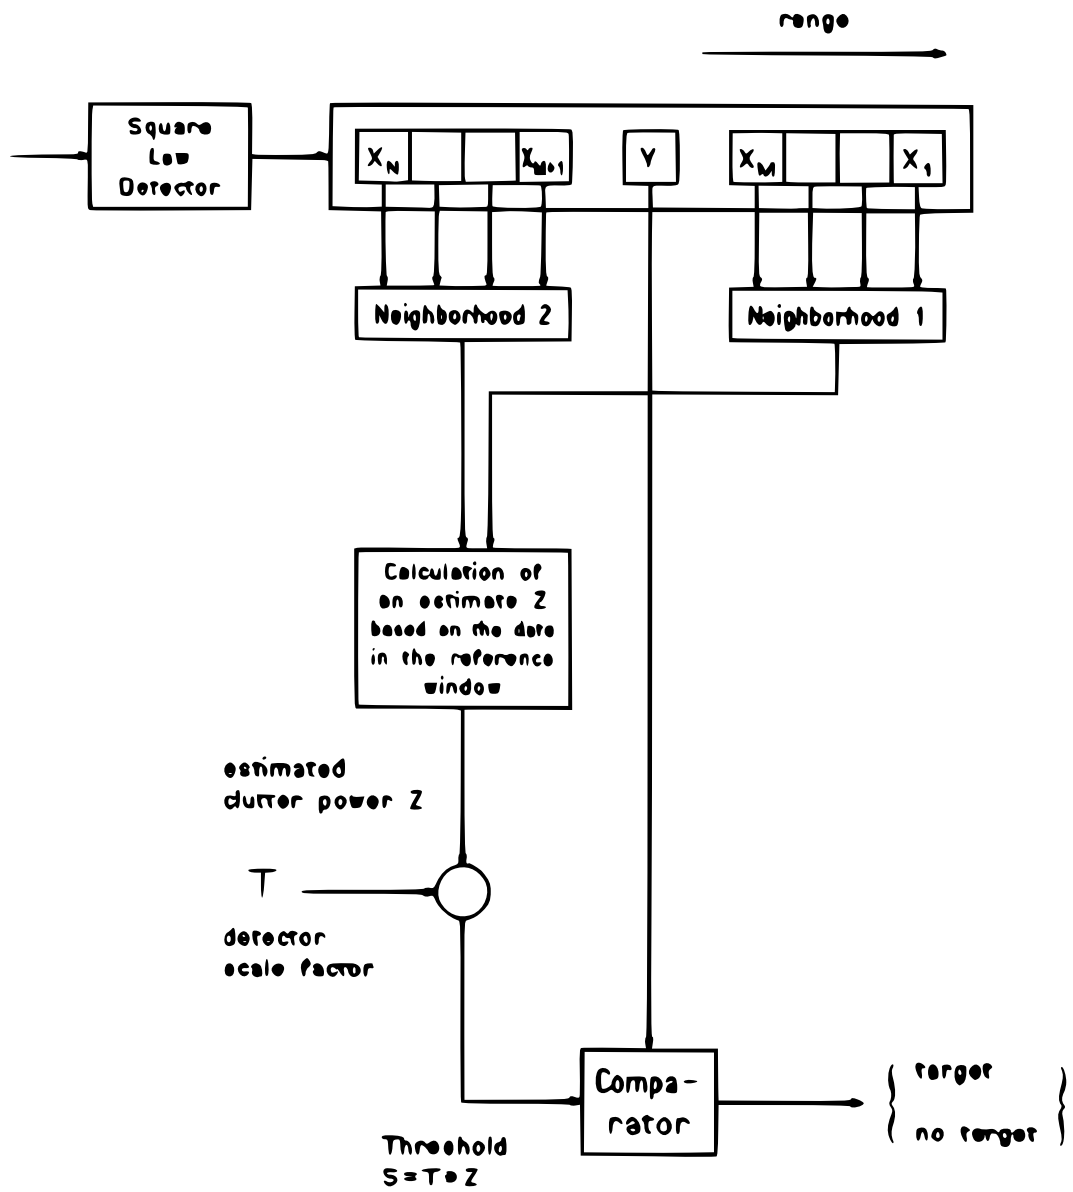 range
Square
Law
Detector
X_N X_M+1 Y X_M X_1
Neighborhood 2
Neighborhood 1
Calculation of
an estimate Z
based on the data
in the reference
window
estimated
clutter power Z
T
detector
scale factor
Compa-
rator
target
no target
Threshold
S = T • Z